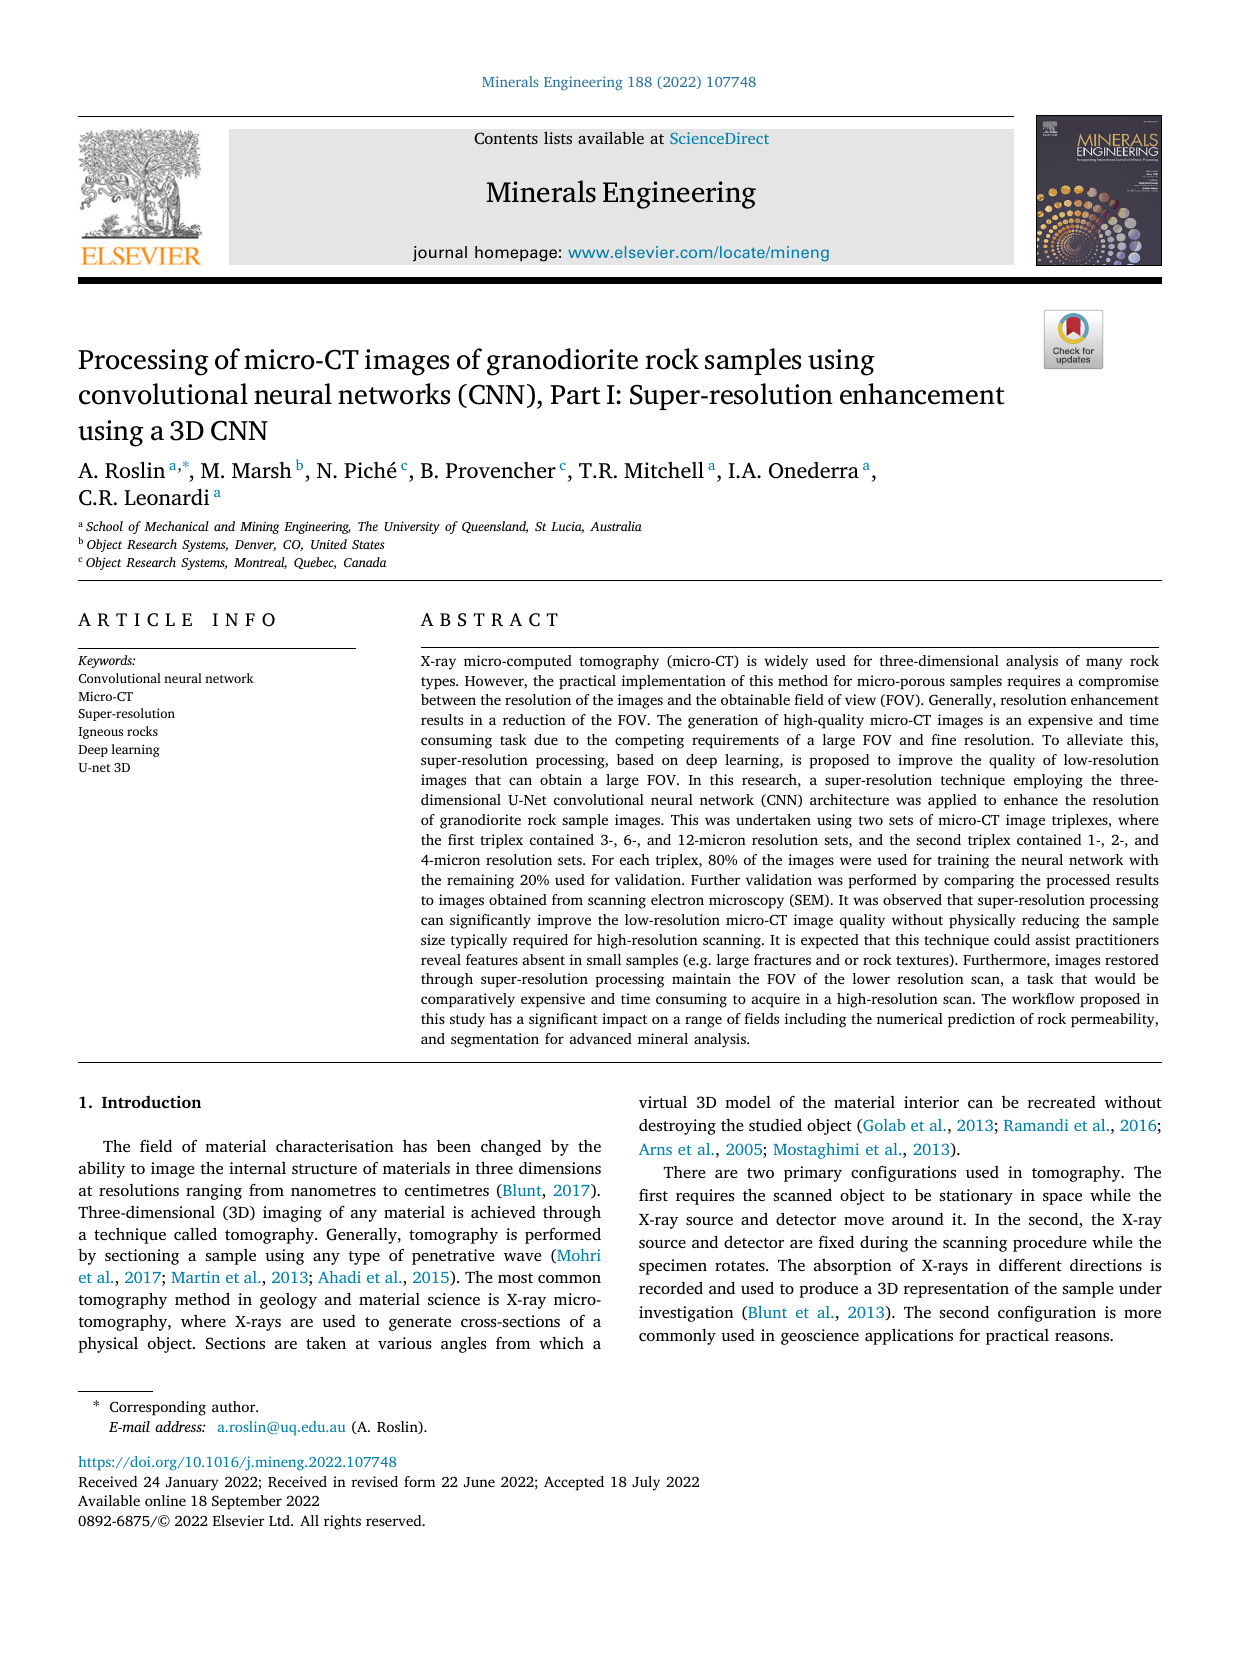 Minerals Engineering 188 (2022) 107748
Contents lists available at ScienceDirect
Minerals Engineering
journal homepage: www.elsevier.com/locate/mineng
ELSEVIER
MINERALS
ENGINEERING
Check for
updates
Processing of micro-CT images of granodiorite rock samples using
convolutional neural networks (CNN), Part I: Super-resolution enhancement
using a 3D CNN
A. Roslin a,*, M. Marsh b, N. Piché c, B. Provencher c, T.R. Mitchell a, I.A. Onederra a,
C.R. Leonardi a
a School of Mechanical and Mining Engineering, The University of Queensland, St Lucia, Australia
b Object Research Systems, Denver, CO, United States
c Object Research Systems, Montreal, Quebec, Canada
ARTICLE INFO
Keywords:
Convolutional neural network
Micro-CT
Super-resolution
Igneous rocks
Deep learning
U-net 3D
ABSTRACT
X-ray micro-computed tomography (micro-CT) is widely used for three-dimensional analysis of many rock
types. However, the practical implementation of this method for micro-porous samples requires a compromise
between the resolution of the images and the obtainable field of view (FOV). Generally, resolution enhancement
results in a reduction of the FOV. The generation of high-quality micro-CT images is an expensive and time
consuming task due to the competing requirements of a large FOV and fine resolution. To alleviate this,
super-resolution processing, based on deep learning, is proposed to improve the quality of low-resolution
images that can obtain a large FOV. In this research, a super-resolution technique employing the three-
dimensional U-Net convolutional neural network (CNN) architecture was applied to enhance the resolution
of granodiorite rock sample images. This was undertaken using two sets of micro-CT image triplexes, where
the first triplex contained 3-, 6-, and 12-micron resolution sets, and the second triplex contained 1-, 2-, and
4-micron resolution sets. For each triplex, 80% of the images were used for training the neural network with
the remaining 20% used for validation. Further validation was performed by comparing the processed results
to images obtained from scanning electron microscopy (SEM). It was observed that super-resolution processing
can significantly improve the low-resolution micro-CT image quality without physically reducing the sample
size typically required for high-resolution scanning. It is expected that this technique could assist practitioners
reveal features absent in small samples (e.g. large fractures and or rock textures). Furthermore, images restored
through super-resolution processing maintain the FOV of the lower resolution scan, a task that would be
comparatively expensive and time consuming to acquire in a high-resolution scan. The workflow proposed in
this study has a significant impact on a range of fields including the numerical prediction of rock permeability,
and segmentation for advanced mineral analysis.
1. Introduction
The field of material characterisation has been changed by the
ability to image the internal structure of materials in three dimensions
at resolutions ranging from nanometres to centimetres (Blunt, 2017).
Three-dimensional (3D) imaging of any material is achieved through
a technique called tomography. Generally, tomography is performed
by sectioning a sample using any type of penetrative wave (Mohri
et al., 2017; Martin et al., 2013; Ahadi et al., 2015). The most common
tomography method in geology and material science is X-ray micro-
tomography, where X-rays are used to generate cross-sections of a
physical object. Sections are taken at various angles from which a
virtual 3D model of the material interior can be recreated without
destroying the studied object (Golab et al., 2013; Ramandi et al., 2016;
Arns et al., 2005; Mostaghimi et al., 2013).
There are two primary configurations used in tomography. The
first requires the scanned object to be stationary in space while the
X-ray source and detector move around it. In the second, the X-ray
source and detector are fixed during the scanning procedure while the
specimen rotates. The absorption of X-rays in different directions is
recorded and used to produce a 3D representation of the sample under
investigation (Blunt et al., 2013). The second configuration is more
commonly used in geoscience applications for practical reasons.
* Corresponding author.
E-mail address: a.roslin@uq.edu.au (A. Roslin).
https://doi.org/10.1016/j.mineng.2022.107748
Received 24 January 2022; Received in revised form 22 June 2022; Accepted 18 July 2022
Available online 18 September 2022
0892-6875/© 2022 Elsevier Ltd. All rights reserved.